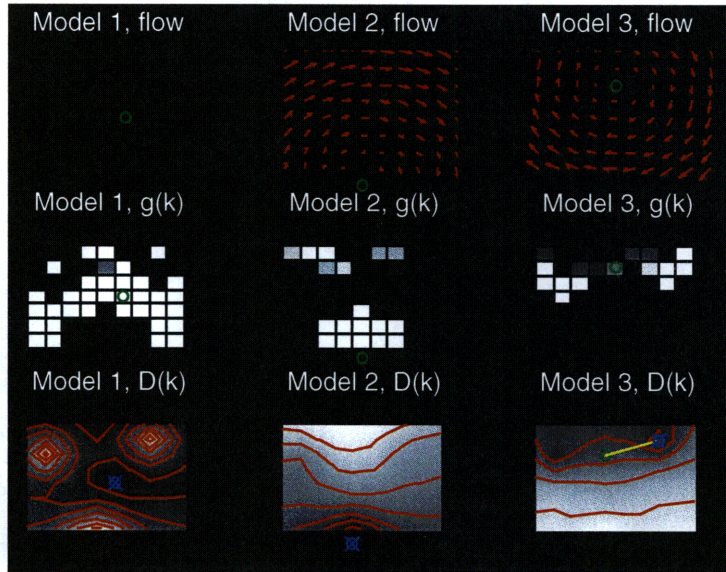 Model 1, flow
Model 2, flow
Model 3, flow
Model 1, g(k)
Model 2, g(k)
Model 3, g(k)
Model 1, D(k)
Model 2, D(k)
Model 3, D(k)